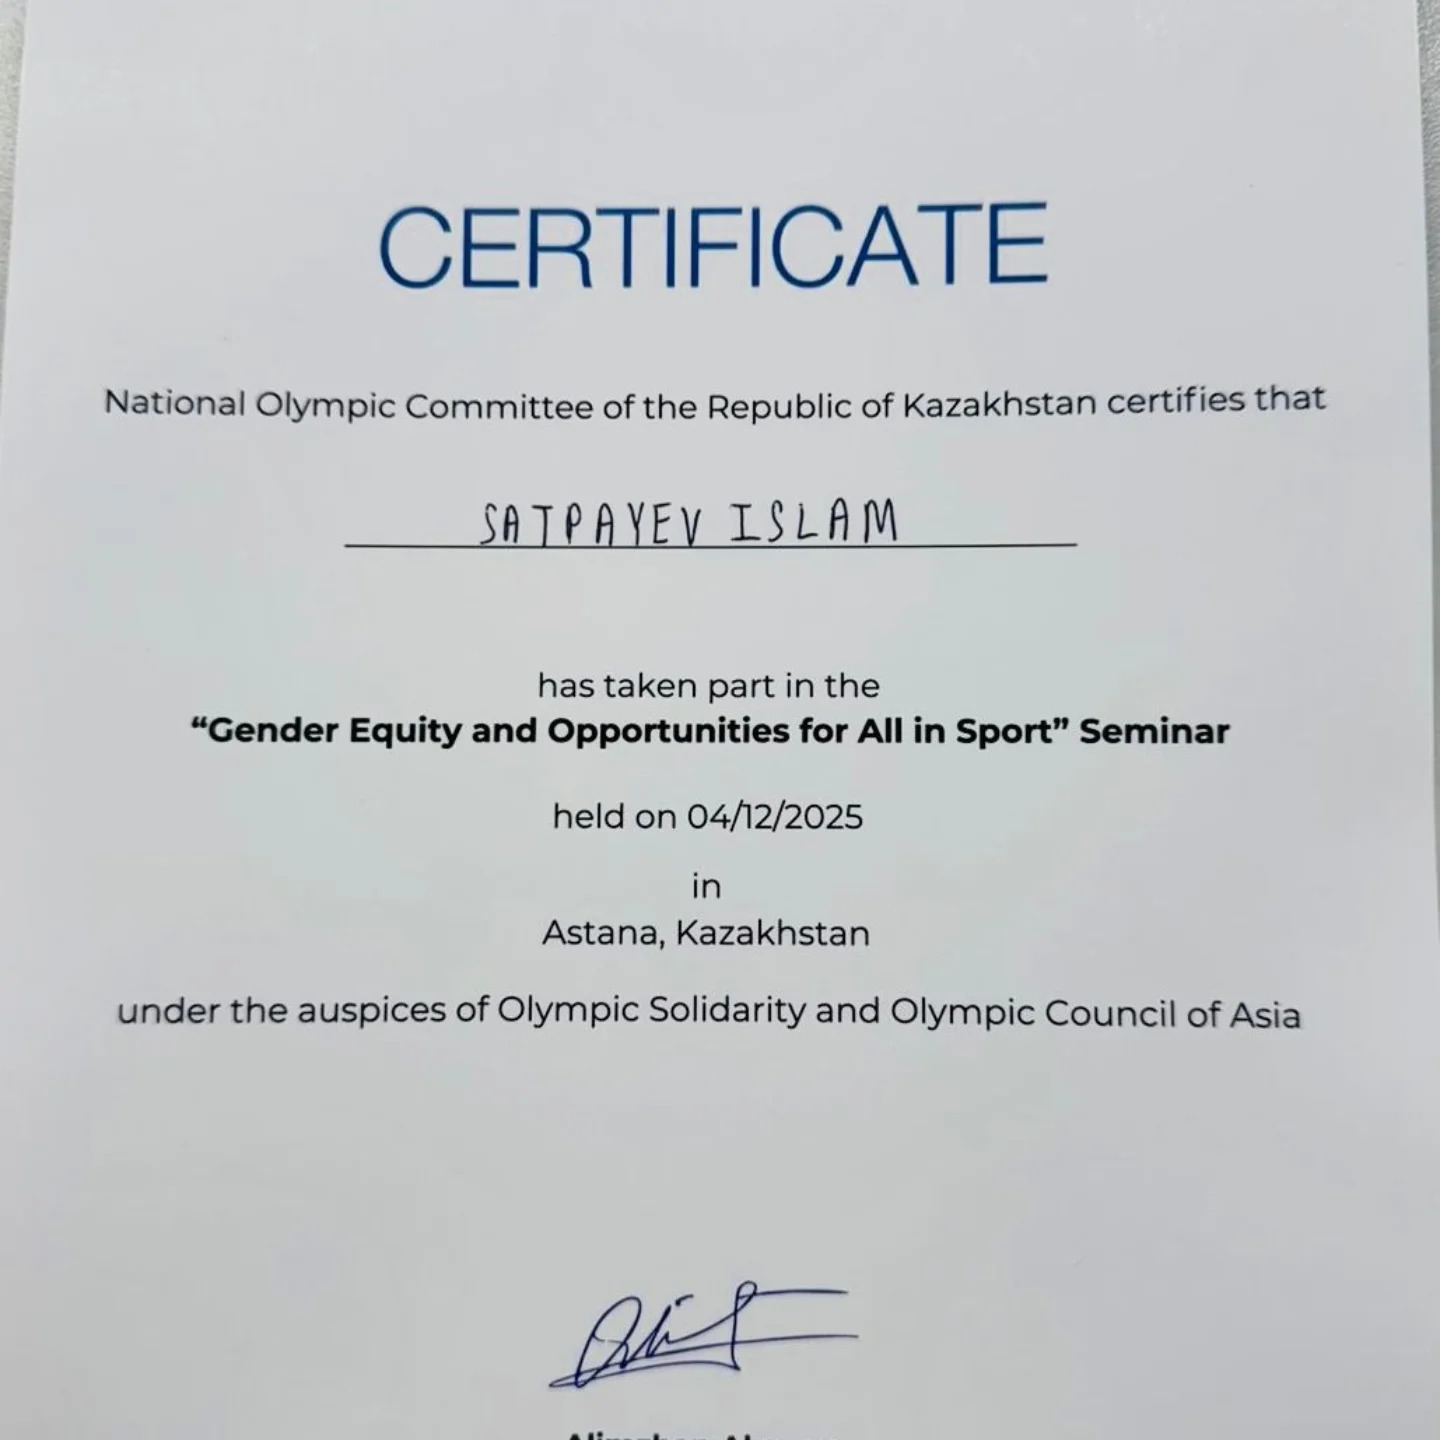 CERTIFICATE
National Olympic Committee of the Republic of Kazakhstan certifies that
SATPAYEV ISLAM
has taken part in the
“Gender Equity and Opportunities for All in Sport” Seminar
held on 04/12/2025
in
Astana, Kazakhstan
under the auspices of Olympic Solidarity and Olympic Council of Asia